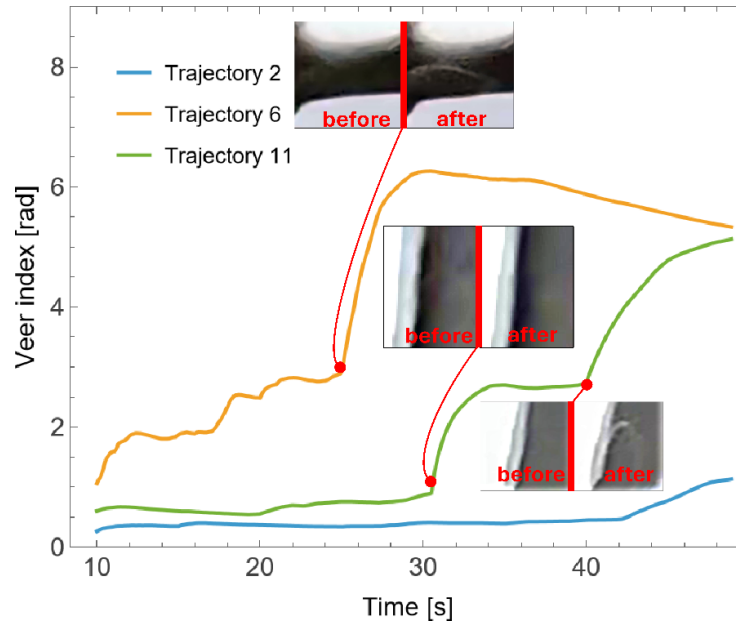 8
6
4
2
0
Veer index [rad]
Trajectory 2
Trajectory 6
Trajectory 11
before after
before after
before after
10 20 30 40
Time [s]